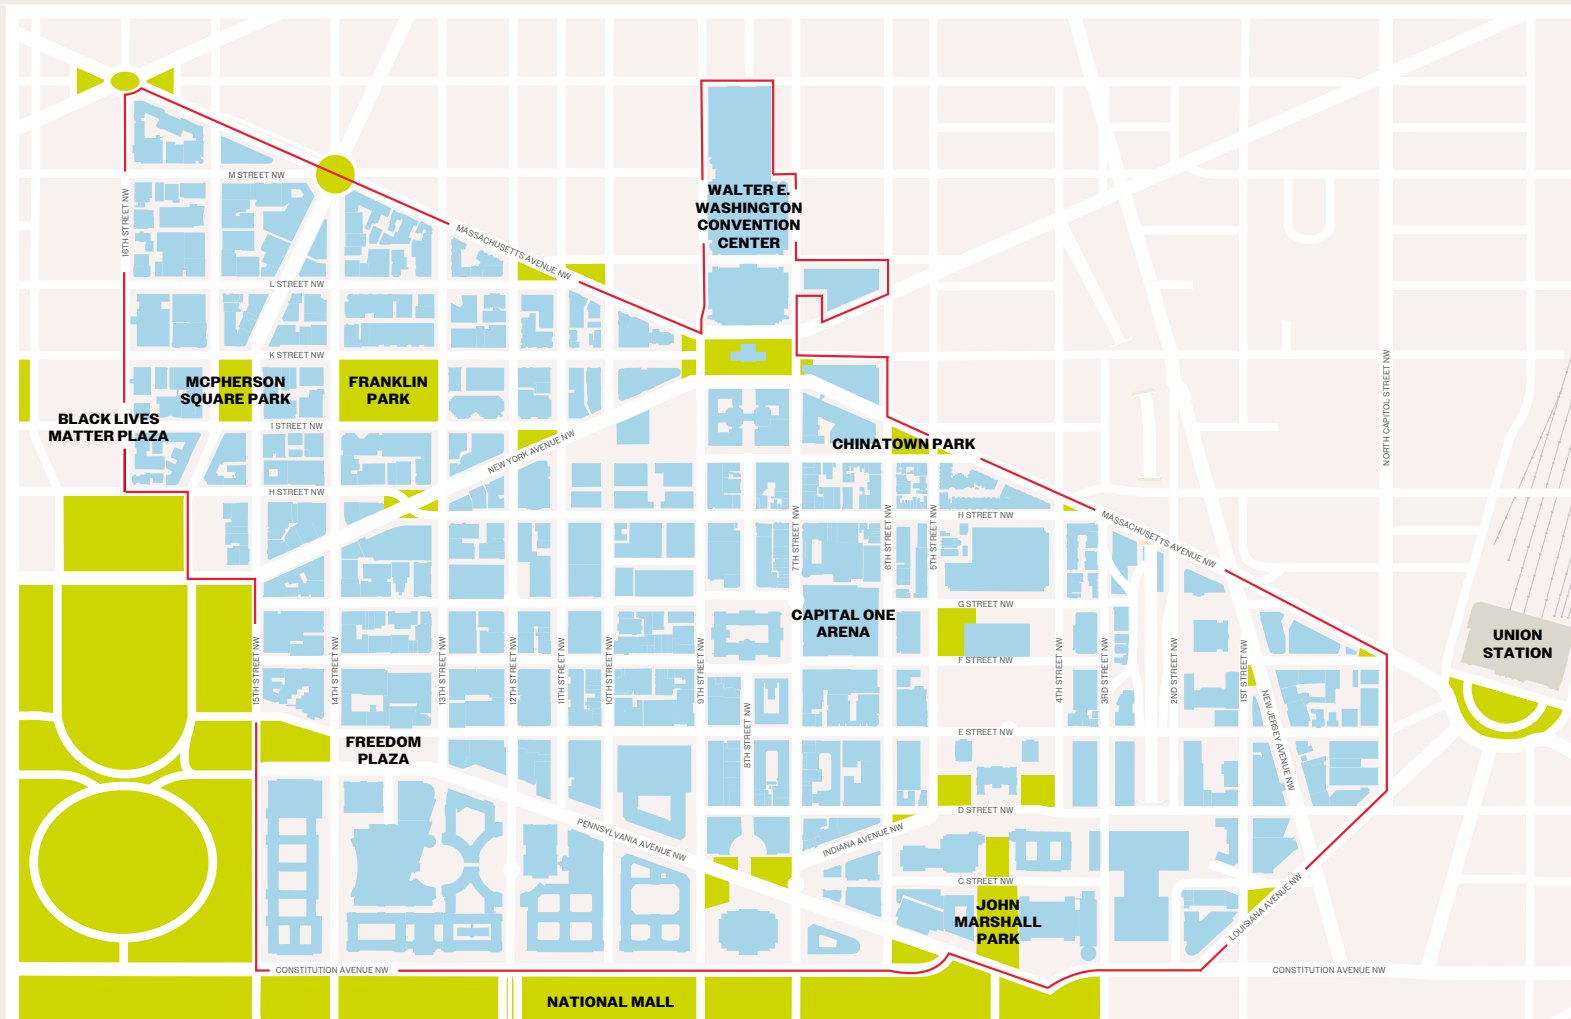 M STREET NW
16TH STREET NW
WALTER E.
WASHINGTON
CONVENTION
CENTER
MASSACHUSETTS AVENUE NW
L STREET NW
K STREET NW
MCPHERSON
SQUARE PARK
FRANKLIN
PARK
BLACK LIVES
MATTER PLAZA
I STREET NW
NEW YORK AVENUE NW
CHINATOWN PARK
NORTH CAPITOL STREET NW
H STREET NW
H STREET NW
MASSACHUSETTS AVENUE NW
7TH STREET NW
6TH STREET NW
5TH STREET NW
G STREET NW
CAPITAL ONE
ARENA
UNION
STATION
F STREET NW
15TH STREET NW
14TH STREET NW
13TH STREET NW
12TH STREET NW
11TH STREET NW
10TH STREET NW
9TH STREET NW
8TH STREET NW
4TH STREET NW
3RD STREET NW
2ND STREET NW
1ST STREET NW
NEW JERSEY AVENUE NW
E STREET NW
FREEDOM
PLAZA
D STREET NW
PENNSYLVANIA AVENUE NW
INDIANA AVENUE NW
C STREET NW
JOHN
MARSHALL
PARK
LOUISIANA AVENUE NW
CONSTITUTION AVENUE NW
CONSTITUTION AVENUE NW
NATIONAL MALL